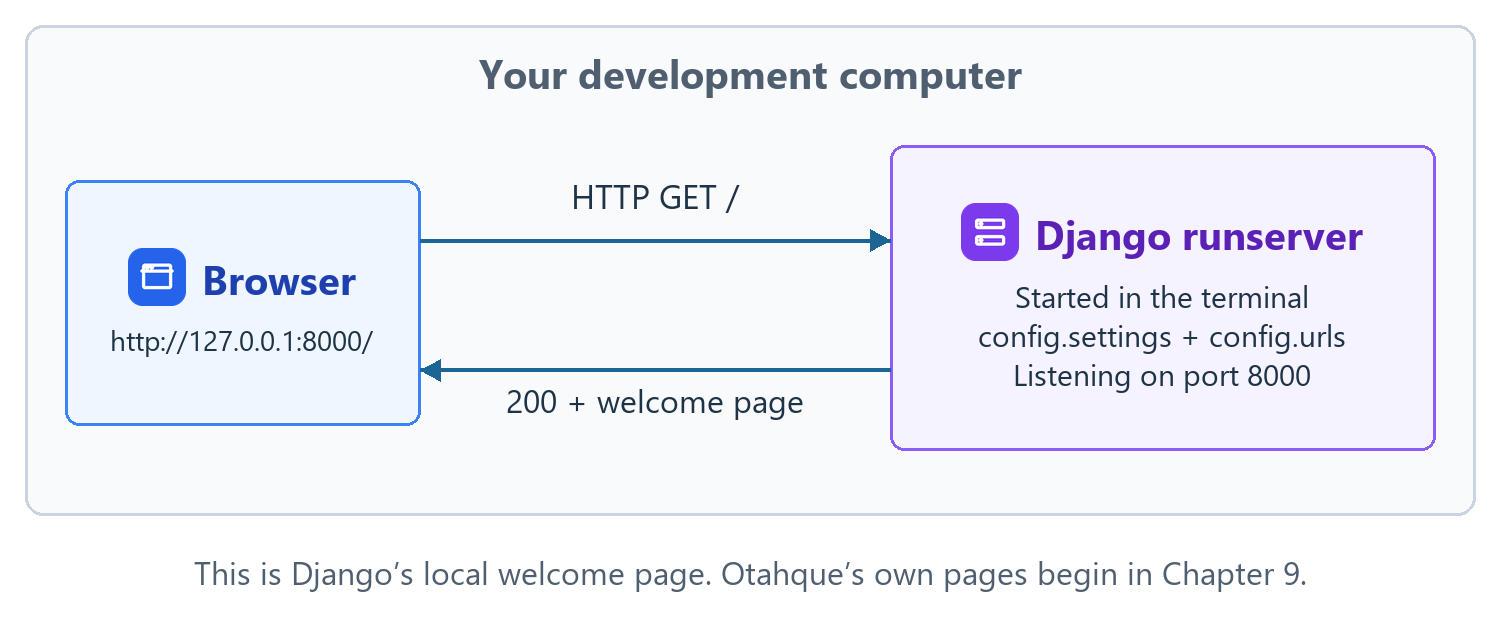 Your development computer
HTTP GET /
Browser
http://127.0.0.1:8000/
Django runserver
Started in the terminal
config.settings + config.urls
Listening on port 8000
200 + welcome page
This is Django’s local welcome page. Otahque’s own pages begin in Chapter 9.